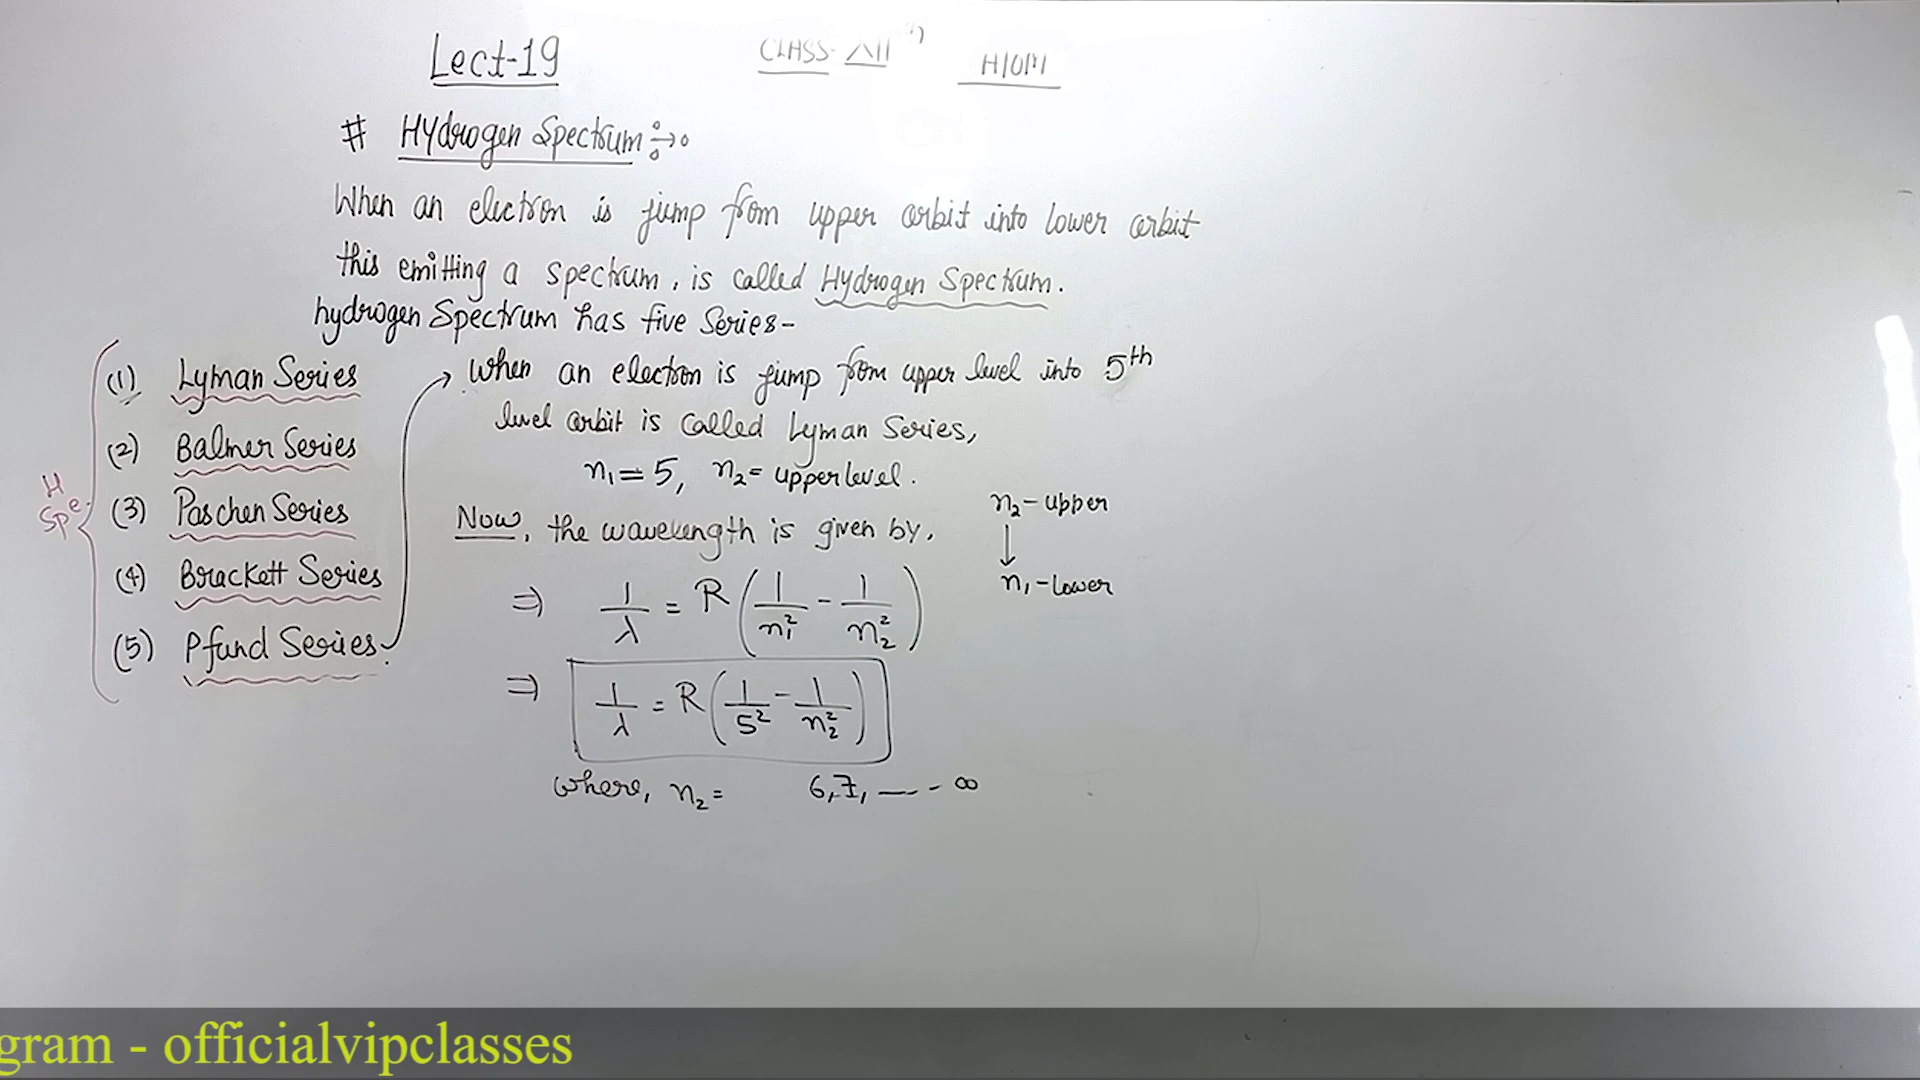 Lect-19
CLASS- XII
ATOM
# Hydrogen Spectrum
When an electron is jump from upper orbit into lower orbit
this emitting a spectrum, is called Hydrogen Spectrum.
hydrogen Spectrum has five Series-
(1) Lyman Series
(2) Balmer Series
(3) Paschen Series
(4) Brackett Series
(5) Pfund Series
H
Spe
When an electron is jump from upper level into 5th
level orbit is called Lyman Series,
n₁ = 5, n₂ = upper level.
Now, the wavelength is given by,
n₂-upper
↓
n₁-lower
⇒ 1/λ = R(1/n₁² - 1/n₂²)
⇒ 1/λ = R(1/5² - 1/n₂²)
where, n₂ = 6,7, --- ∞
gram - officialvipclasses